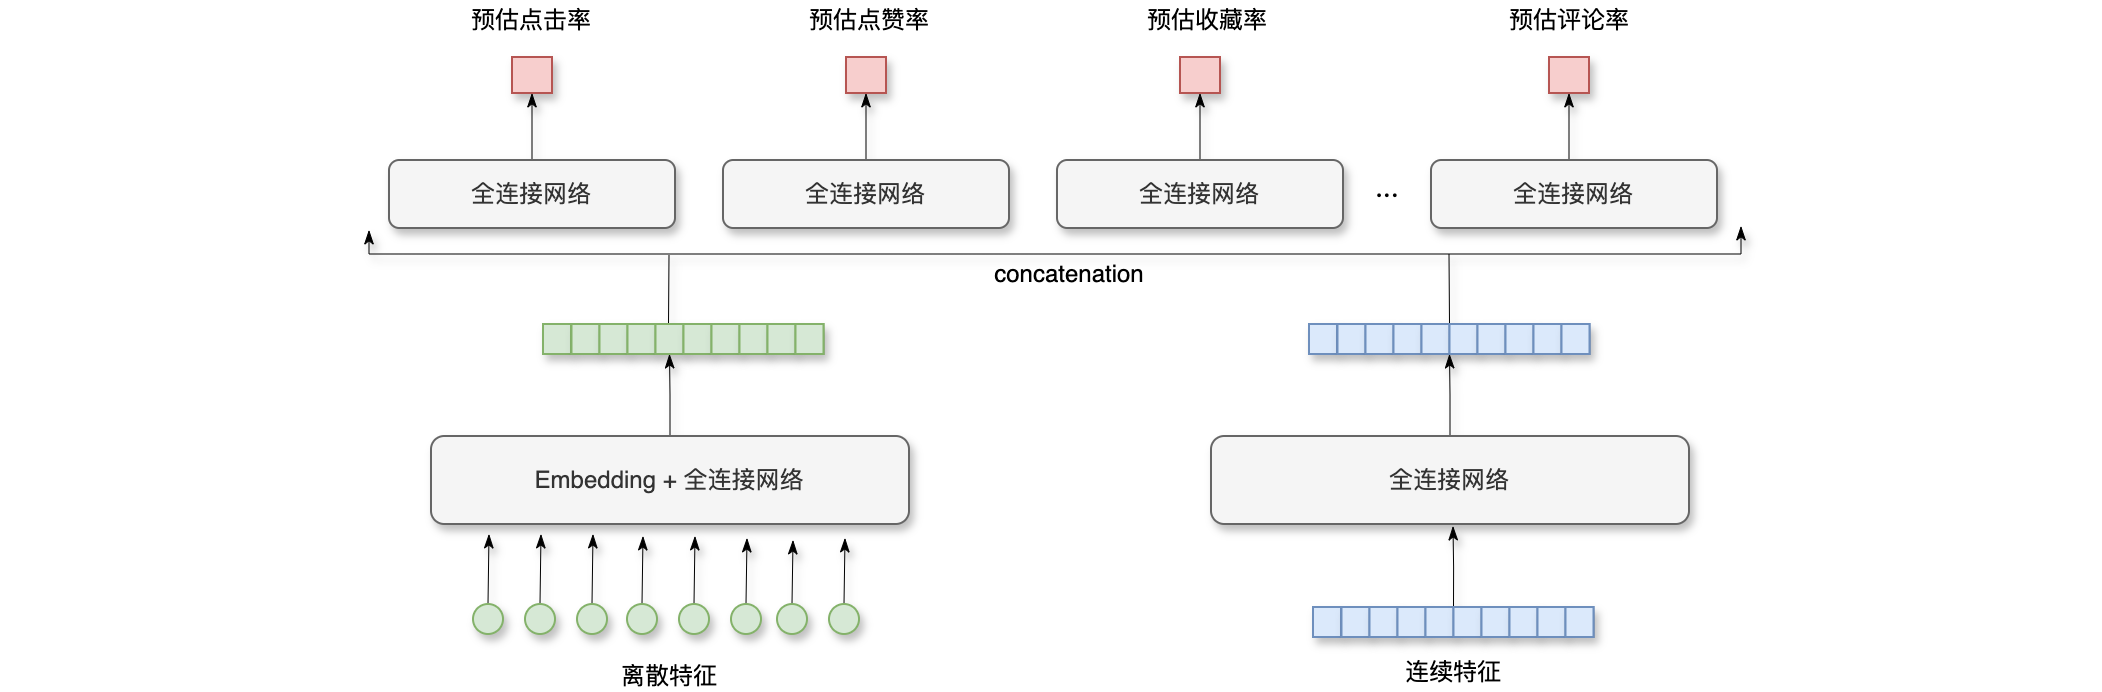 预估点击率
预估点赞率
预估收藏率
预估评论率
全连接网络
全连接网络
全连接网络
...
全连接网络
concatenation
Embedding + 全连接网络
全连接网络
离散特征
连续特征